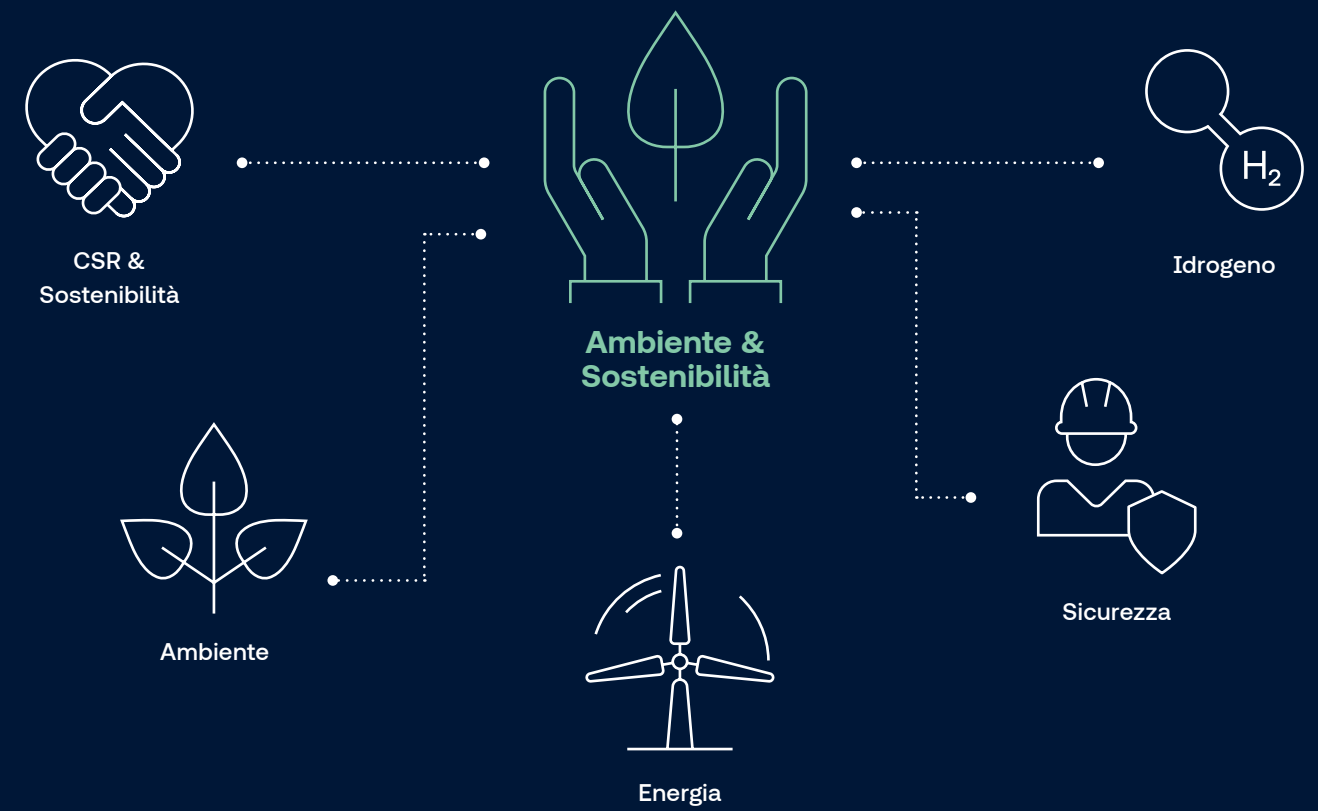 H₂
CSR &
Sostenibilità
Idrogeno
Ambiente &
Sostenibilità
Ambiente
Sicurezza
Energia